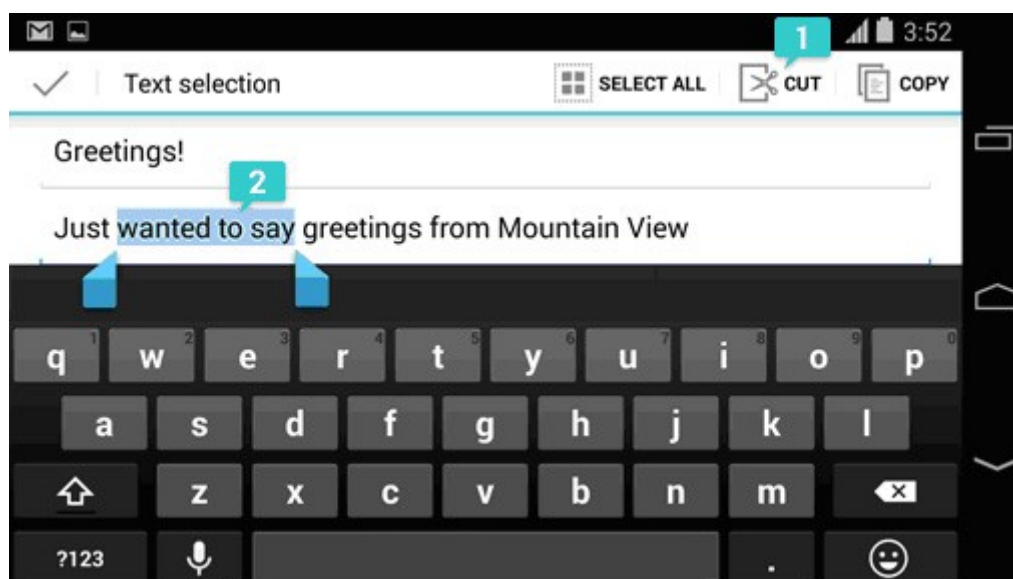 3:52
1
Text selection SELECT ALL CUT COPY
Greetings!
2
Just wanted to say greetings from Mountain View
1 2 3 4 5 6 7 8 9 0
q w e r t y u i o p
a s d f g h j k l
z x c v b n m
?123 .